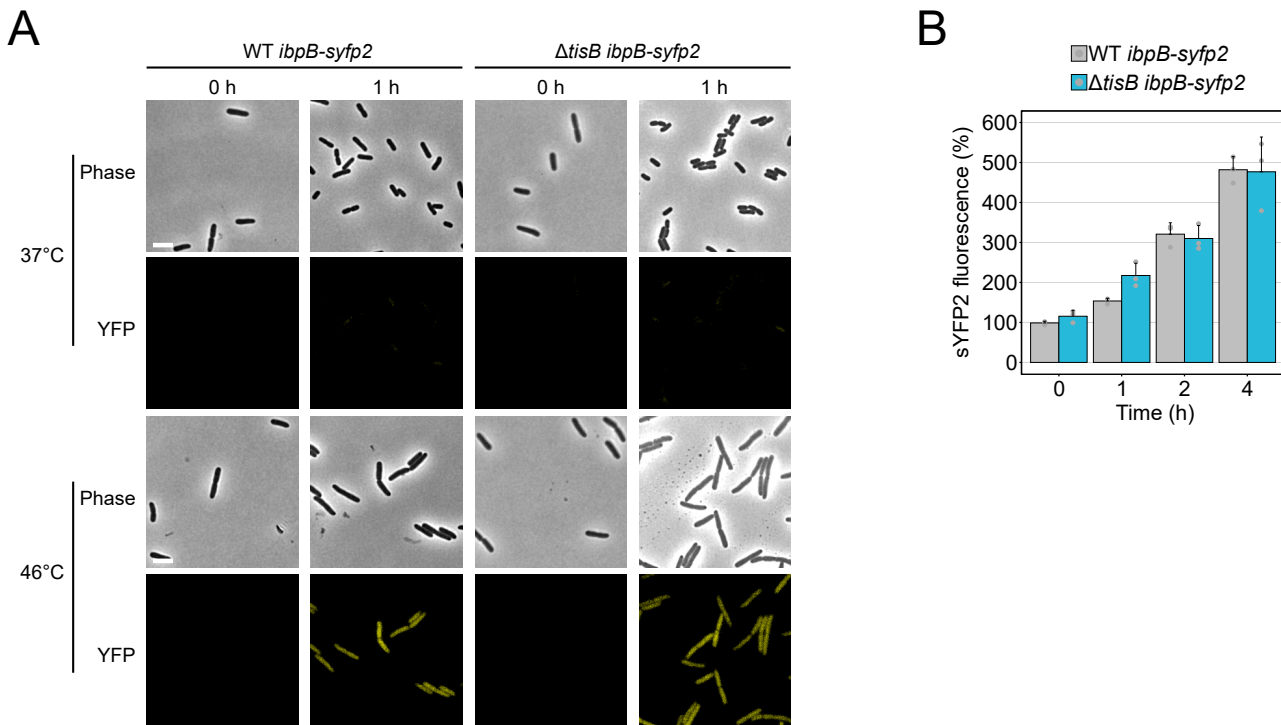 A
WT ibpB-syfp2
ΔtisB ibpB-syfp2
0 h
1 h
0 h
1 h
37°C
Phase
YFP
46°C
Phase
YFP
B
WT ibpB-syfp2
ΔtisB ibpB-syfp2
sYFP2 fluorescence (%)
600
500
400
300
200
100
0
0 1 2 4
Time (h)